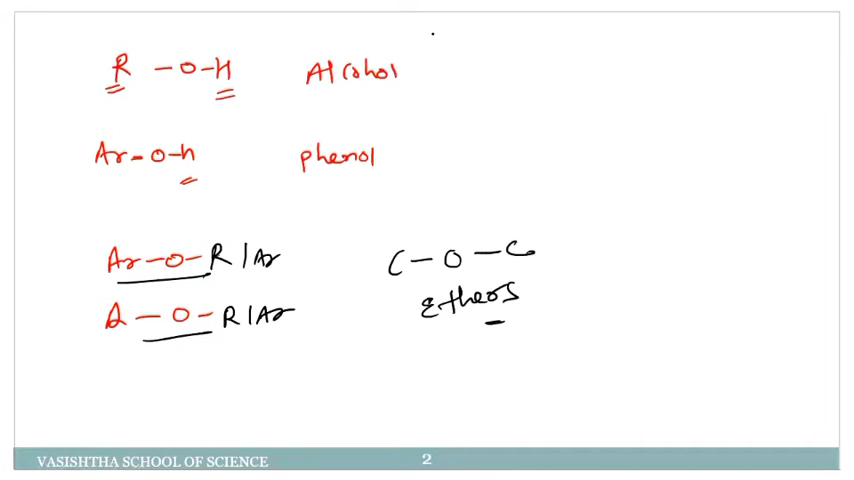 R - O - H Alcohol
Ar - O - h phenol
Ar - O - R | Ar C - O - C
R - O - R | Ar Ethers
VASISHTHA SCHOOL OF SCIENCE 2